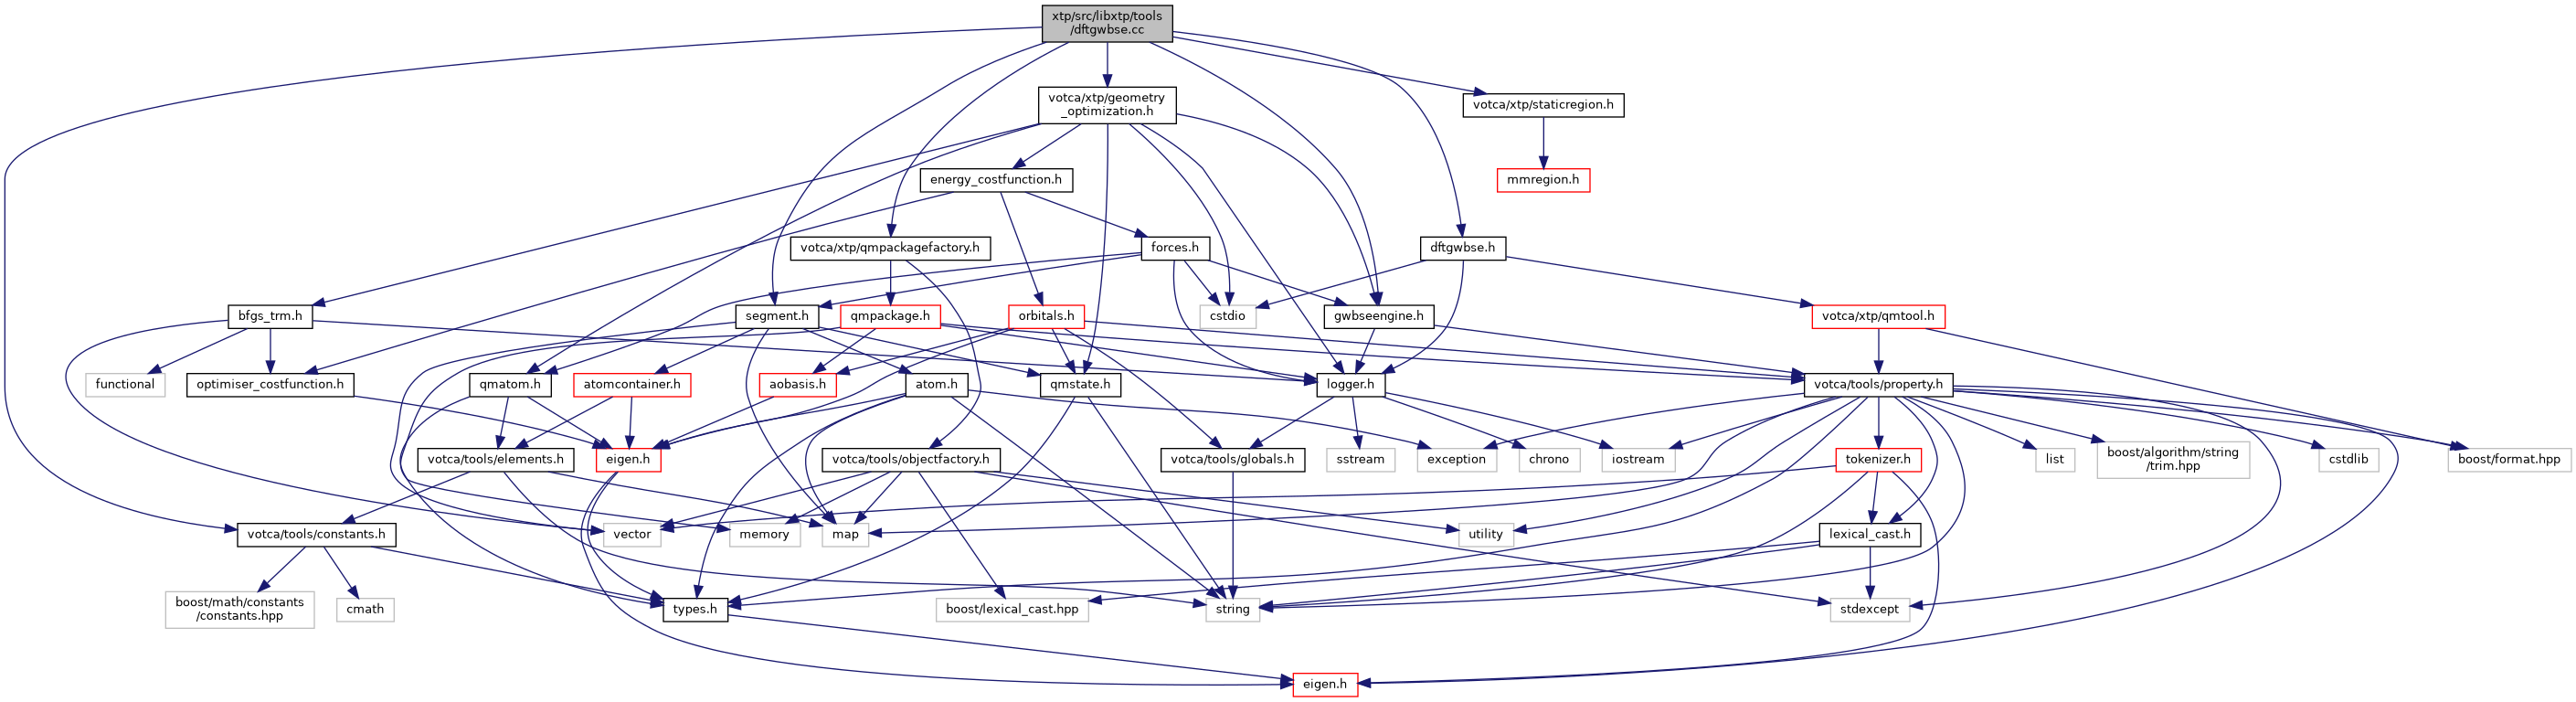 xtp/src/libxtp/tools
/dftgwbse.cc
votca/xtp/geometry
_optimization.h
votca/xtp/staticregion.h
energy_costfunction.h
mmregion.h
votca/xtp/qmpackagefactory.h
forces.h
dftgwbse.h
bfgs_trm.h
segment.h
qmpackage.h
orbitals.h
cstdio
gwbseengine.h
votca/xtp/qmtool.h
functional
optimiser_costfunction.h
qmatom.h
atomcontainer.h
aobasis.h
atom.h
qmstate.h
logger.h
votca/tools/property.h
votca/tools/elements.h
eigen.h
votca/tools/objectfactory.h
votca/tools/globals.h
sstream
exception
chrono
iostream
tokenizer.h
list
boost/algorithm/string
/trim.hpp
cstdlib
boost/format.hpp
votca/tools/constants.h
vector
memory
map
utility
lexical_cast.h
boost/math/constants
/constants.hpp
cmath
types.h
boost/lexical_cast.hpp
string
stdexcept
eigen.h